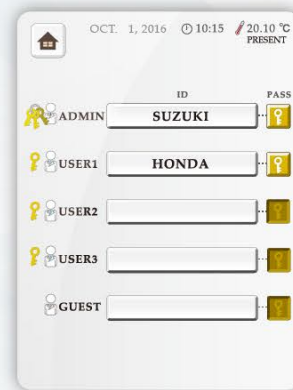 OCT. 1, 2016 10:15 20.10 °C
PRESENT
ID PASS
ADMIN SUZUKI
USER1 HONDA
USER2
USER3
GUEST